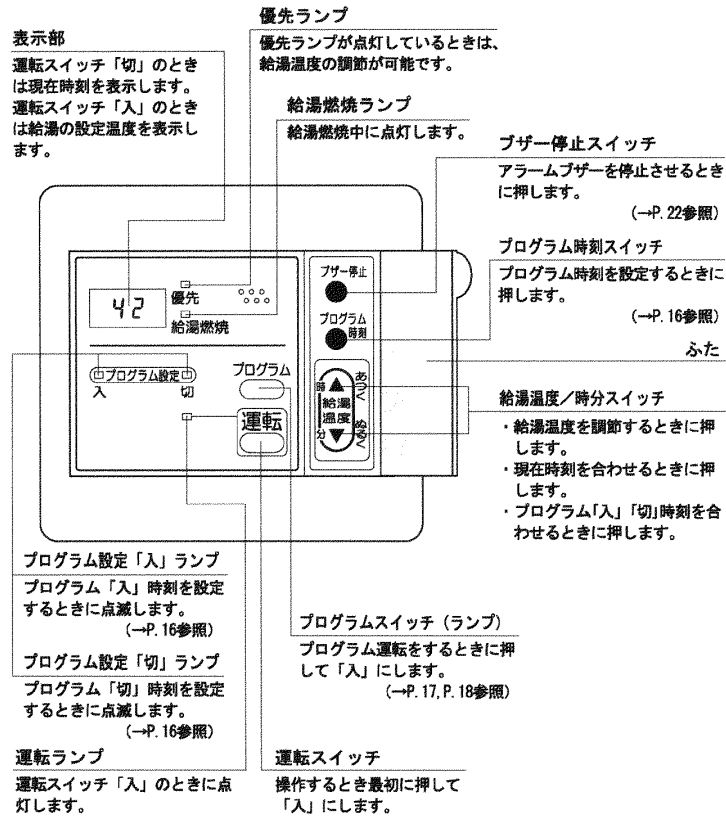 表示部
運転スイッチ「切」のとき
は現在時刻を表示します。
運転スイッチ「入」のとき
は給湯の設定温度を表示し
ます。
優先ランプ
優先ランプが点灯しているときは、
給湯温度の調節が可能です。
給湯燃焼ランプ
給湯燃焼中に点灯します。
ブザー停止スイッチ
アラームブザーを停止させるとき
に押します。
(→P.22参照)
プログラム時刻スイッチ
プログラム時刻を設定するときに
押します。
(→P.16参照)
ふた
給湯温度/時分スイッチ
・給湯温度を調節するときに押
します。
・現在時刻を合わせるときに押
します。
・プログラム「入」「切」時刻を合
わせるときに押します。
42
優先
給湯燃焼
プログラム設定
入
切
プログラム
運転
ブザー停止
プログラム
時刻
時
あつく
給湯
温度
分
ぬるく
プログラム設定「入」ランプ
プログラム「入」時刻を設定
するときに点滅します。
(→P.16参照)
プログラム設定「切」ランプ
プログラム「切」時刻を設定
するときに点滅します。
(→P.16参照)
運転ランプ
運転スイッチ「入」のときに点
灯します。
プログラムスイッチ(ランプ)
プログラム運転をするときに押
して「入」にします。
(→P.17,P.18参照)
運転スイッチ
操作するとき最初に押して
「入」にします。